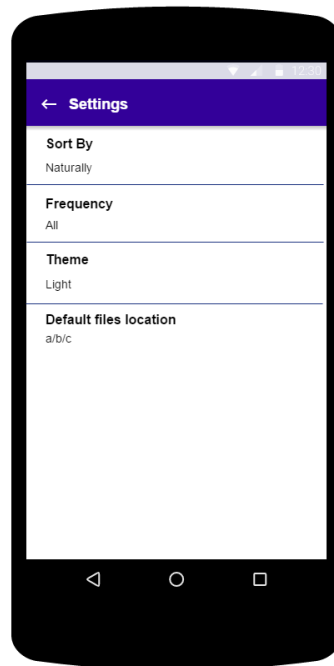 12:30
Settings
Sort By
Naturally
Frequency
All
Theme
Light
Default files location
a/b/c